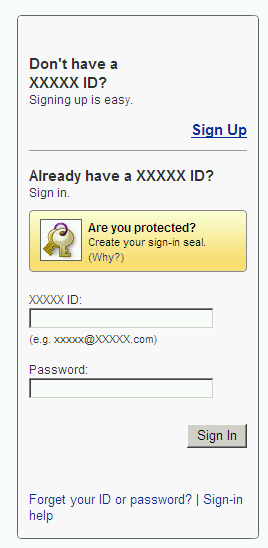 Don't have a
XXXXX ID?
Signing up is easy.
Sign Up
Already have a XXXXX ID?
Sign in.
Are you protected?
Create your sign-in seal.
(Why?)
XXXXX ID:
(e.g. xxxxx@XXXXX.com)
Password:
Sign In
Forget your ID or password? | Sign-in
help